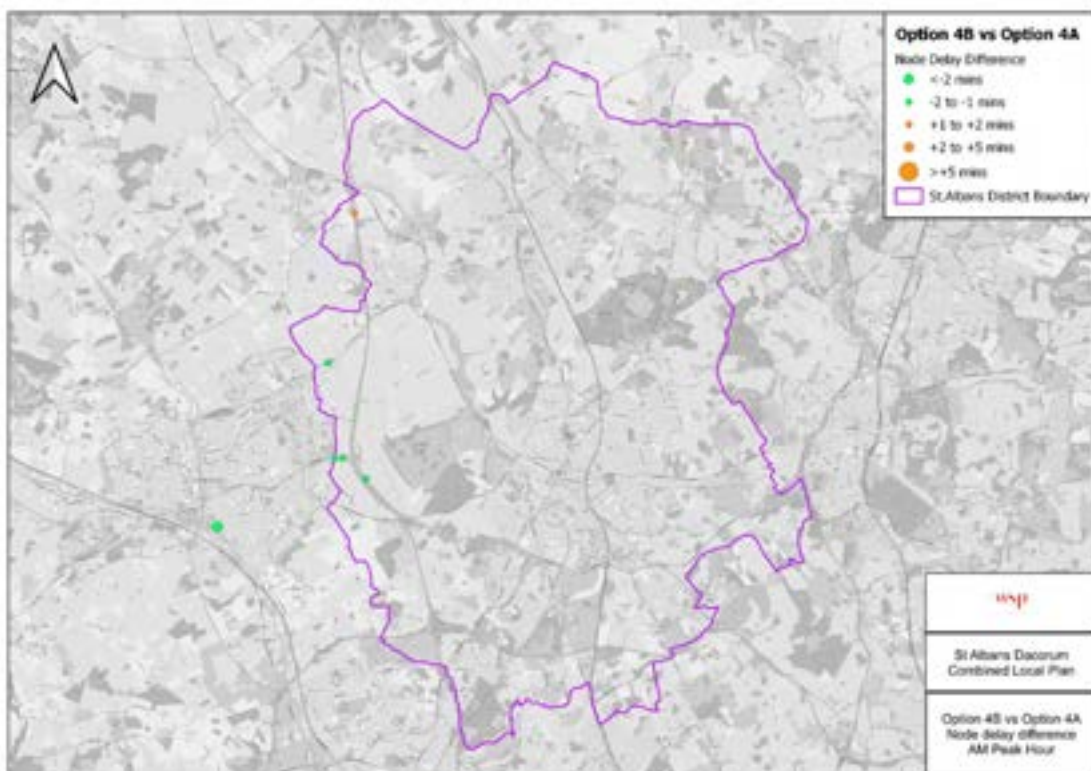 Option 4B vs Option 4A
Node Delay Difference
<-2 mins
-2 to -1 mins
+1 to +2 mins
+2 to +5 mins
>+5 mins
St.Albans District Boundary
wsp
St Albans Dacorum
Combined Local Plan
Option 4B vs Option 4A
Node delay difference
AM Peak Hour